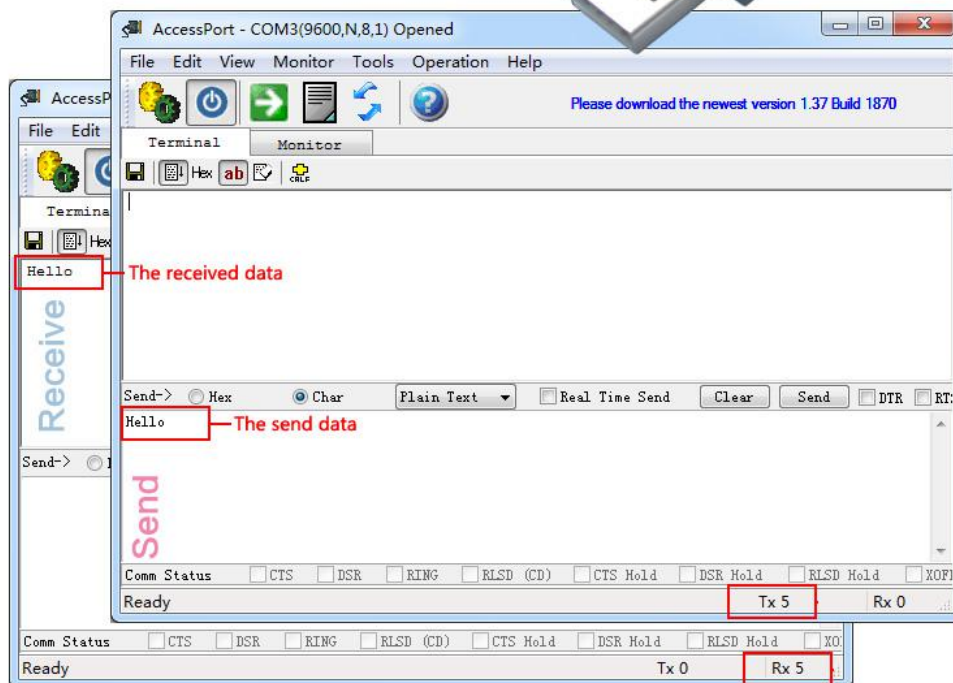 AccessPort - COM3(9600,N,8,1) Opened
File Edit View Monitor Tools Operation Help
Please download the newest version 1.37 Build 1870
Terminal Monitor
Hex ab CRLF
The received data
Send-> Hex Char Plain Text Real Time Send Clear Send DTR
Hello The send data
Send
Comm Status CTS DSR RING RLSD (CD) CTS Hold DSR Hold RLSD Hold
Ready Tx 5 Rx 0
AccessP
File Edit
Termina
Hex
Hello
Receive
Send->
Comm Status CTS DSR RING RLSD (CD) CTS Hold DSR Hold RLSD Hold
Ready Tx 0 Rx 5